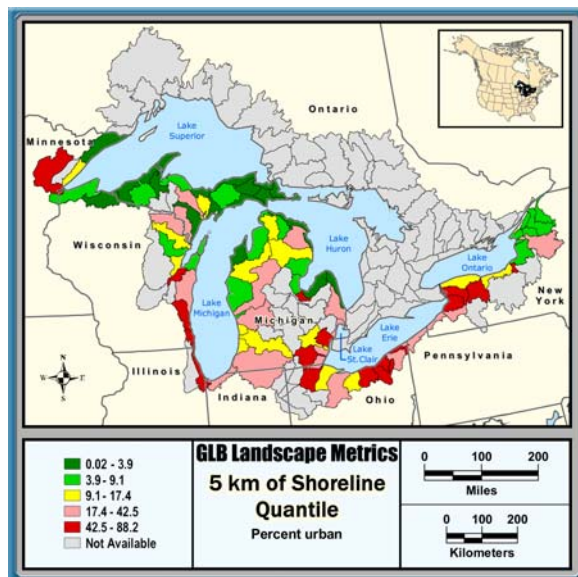 Ontario
Lake
Superior
Minnesota
Wisconsin
Lake
Huron
Lake
Ontario
Lake
Michigan
Michigan
New
York
Lake
Erie
Lake
St. Clair
Pennsylvania
Illinois
Indiana
Ohio
N
W
E
S
0.02 - 3.9
3.9 - 9.1
9.1 - 17.4
17.4 - 42.5
42.5 - 88.2
Not Available
GLB Landscape Metrics
5 km of Shoreline
Quantile
Percent urban
0 100 200
Miles
0 100 200
Kilometers